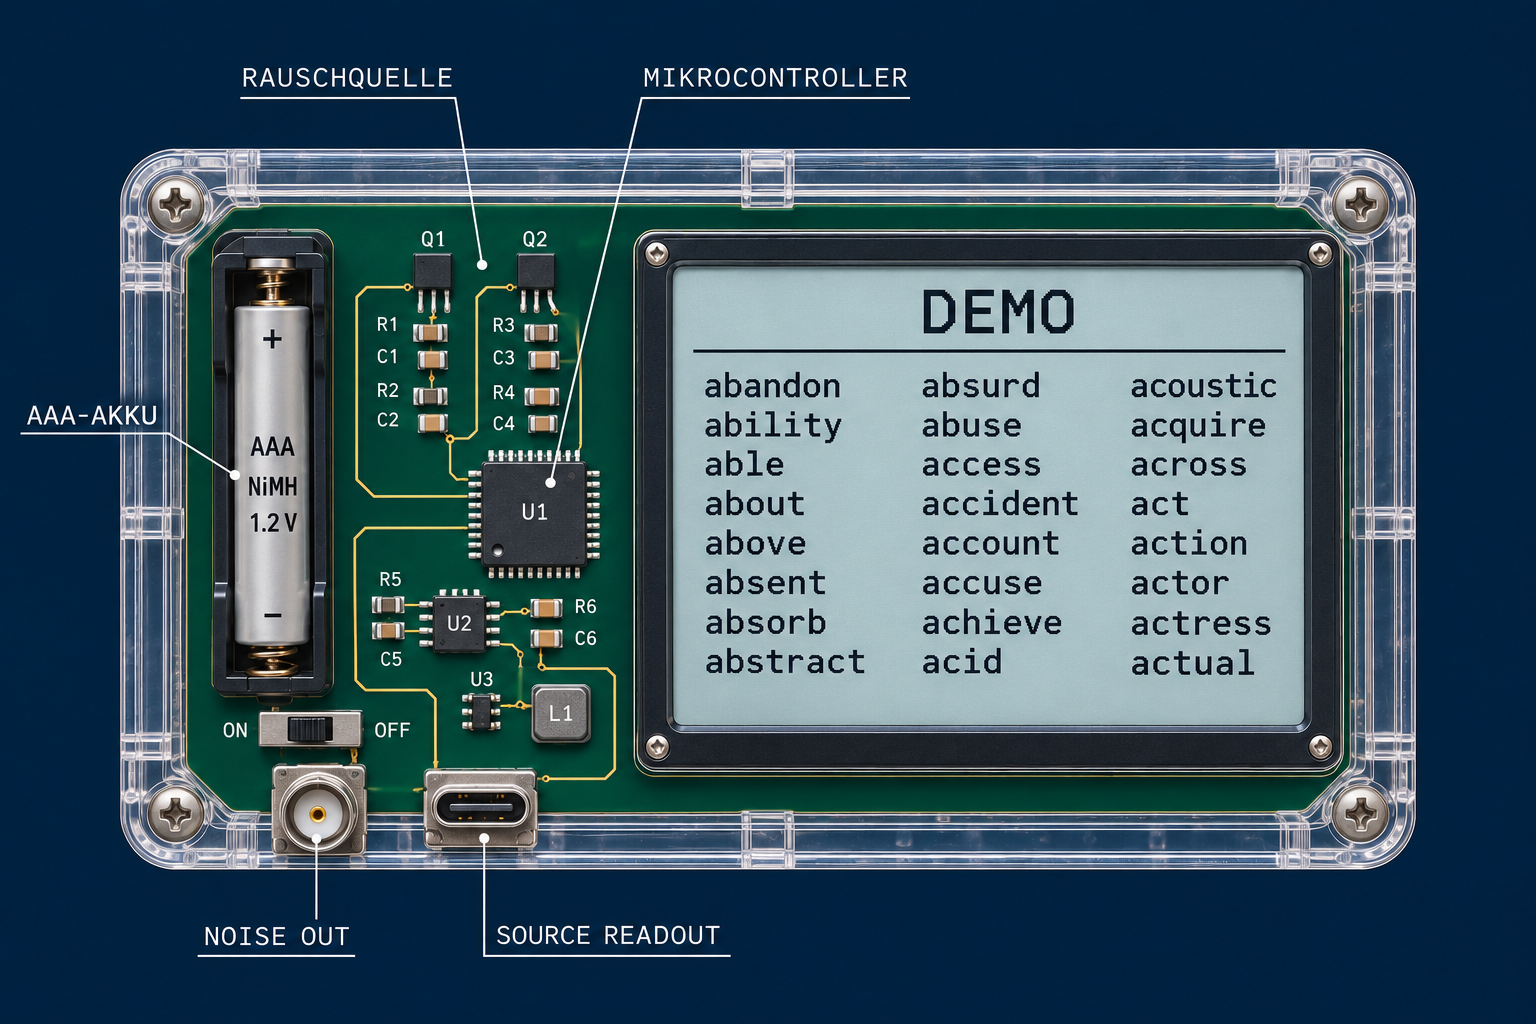 RAUSCHQUELLE
MIKROCONTROLLER
AAA-AKKU
+
AAA
NiMH
1.2 V
−
Q1
Q2
R1
C1
R2
C2
R3
C3
R4
C4
U1
R5
C5
U2
R6
C6
U3
L1
ON
OFF
DEMO
abandon absurd acoustic
ability abuse acquire
able access across
about accident act
above account action
absent accuse actor
absorb achieve actress
abstract acid actual
NOISE OUT
SOURCE READOUT